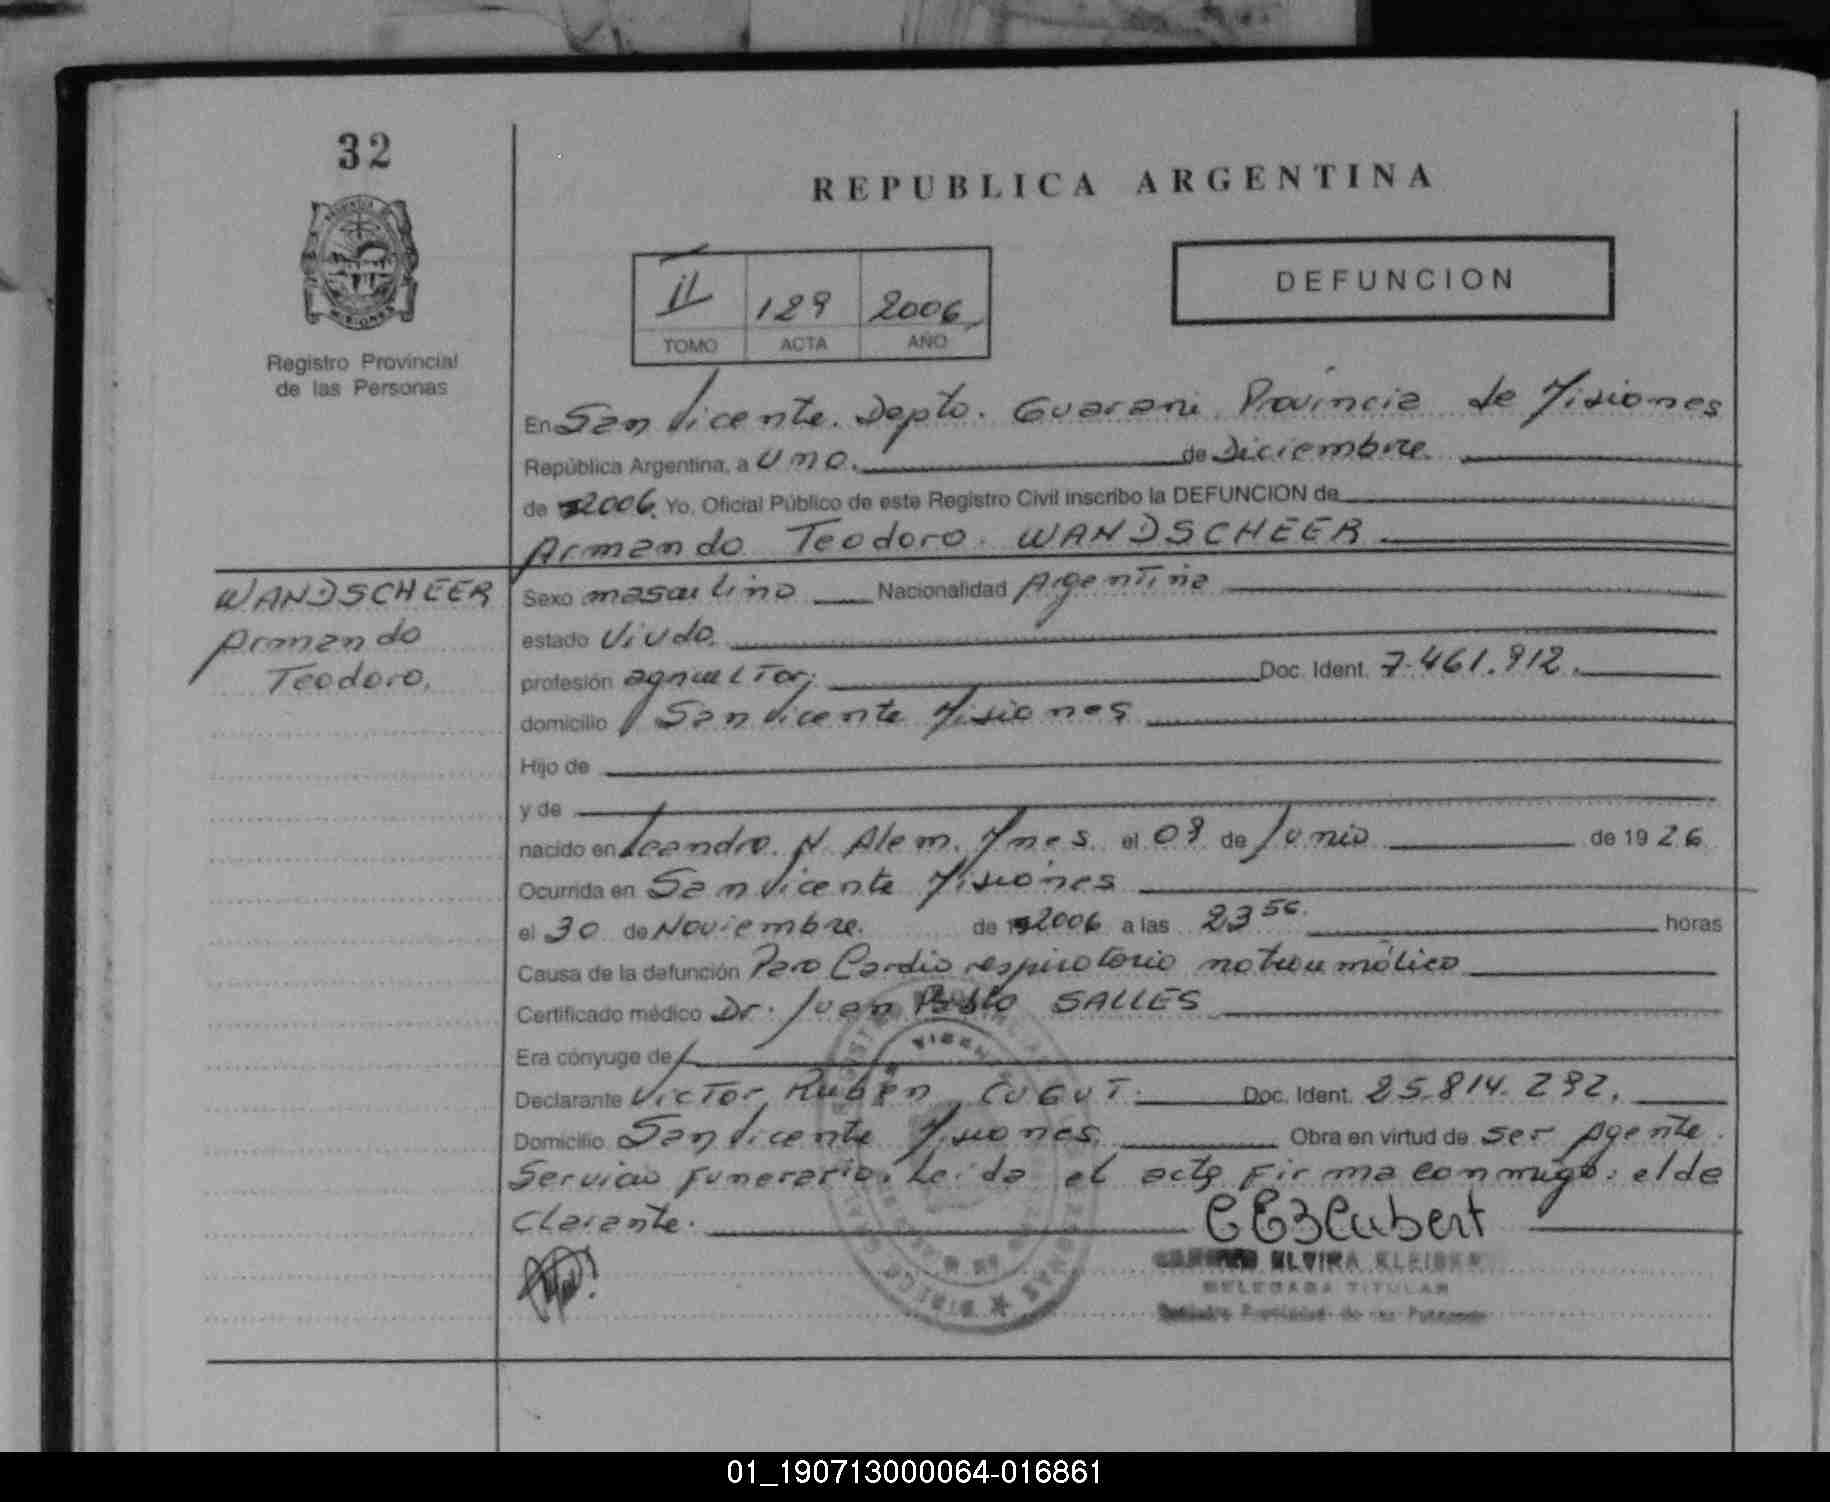 32
REPUBLICA ARGENTINA
Registro Provincial
de las Personas
II 129 2006
TOMO ACTA AÑO
DEFUNCION
En San Vicente. Depto. Guarani Provincia de Misiones
República Argentina, a uno. de Diciembre
de 2006. Yo, Oficial Público de este Registro Civil inscribo la DEFUNCION de
Armando Teodoro. WANDSCHEER
WANDSCHEER
Armando
Teodoro.
Sexo masculino Nacionalidad Argentina
estado Viudo.
profesión agricultor; Doc. Ident. 7.461.912.
domicilio San Vicente Misiones
Hijo de
y de
nacido en Leandro. N. Alem. Mnes. el 09 de Junio de 1926
Ocurrida en San Vicente Misiones
el 30 de Noviembre. de 2006 a las 23 horas
Causa de la defunción Paro Cardio respiratorio no traumático
Certificado médico Dr. Juan Pablo SALLES
Era cónyuge de
Declarante Victor Ruben CUGUT. Doc. Ident. 25.814.292.
Domicilio San Vicente Misiones. Obra en virtud de ser Agente.
Servicio Funerario. Leida el acta Firma conmigo: el de
clarante.
ELVIRA
DELEGADA TITULAR
01_190713000064-016861